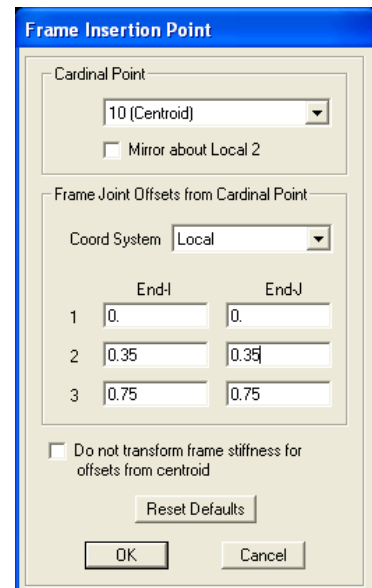 Frame Insertion Point
Cardinal Point
10 (Centroid)
Mirror about Local 2
Frame Joint Offsets from Cardinal Point
Coord System Local
End-I End-J
1 0. 0.
2 0.35 0.35
3 0.75 0.75
Do not transform frame stiffness for
offsets from centroid
Reset Defaults
OK Cancel